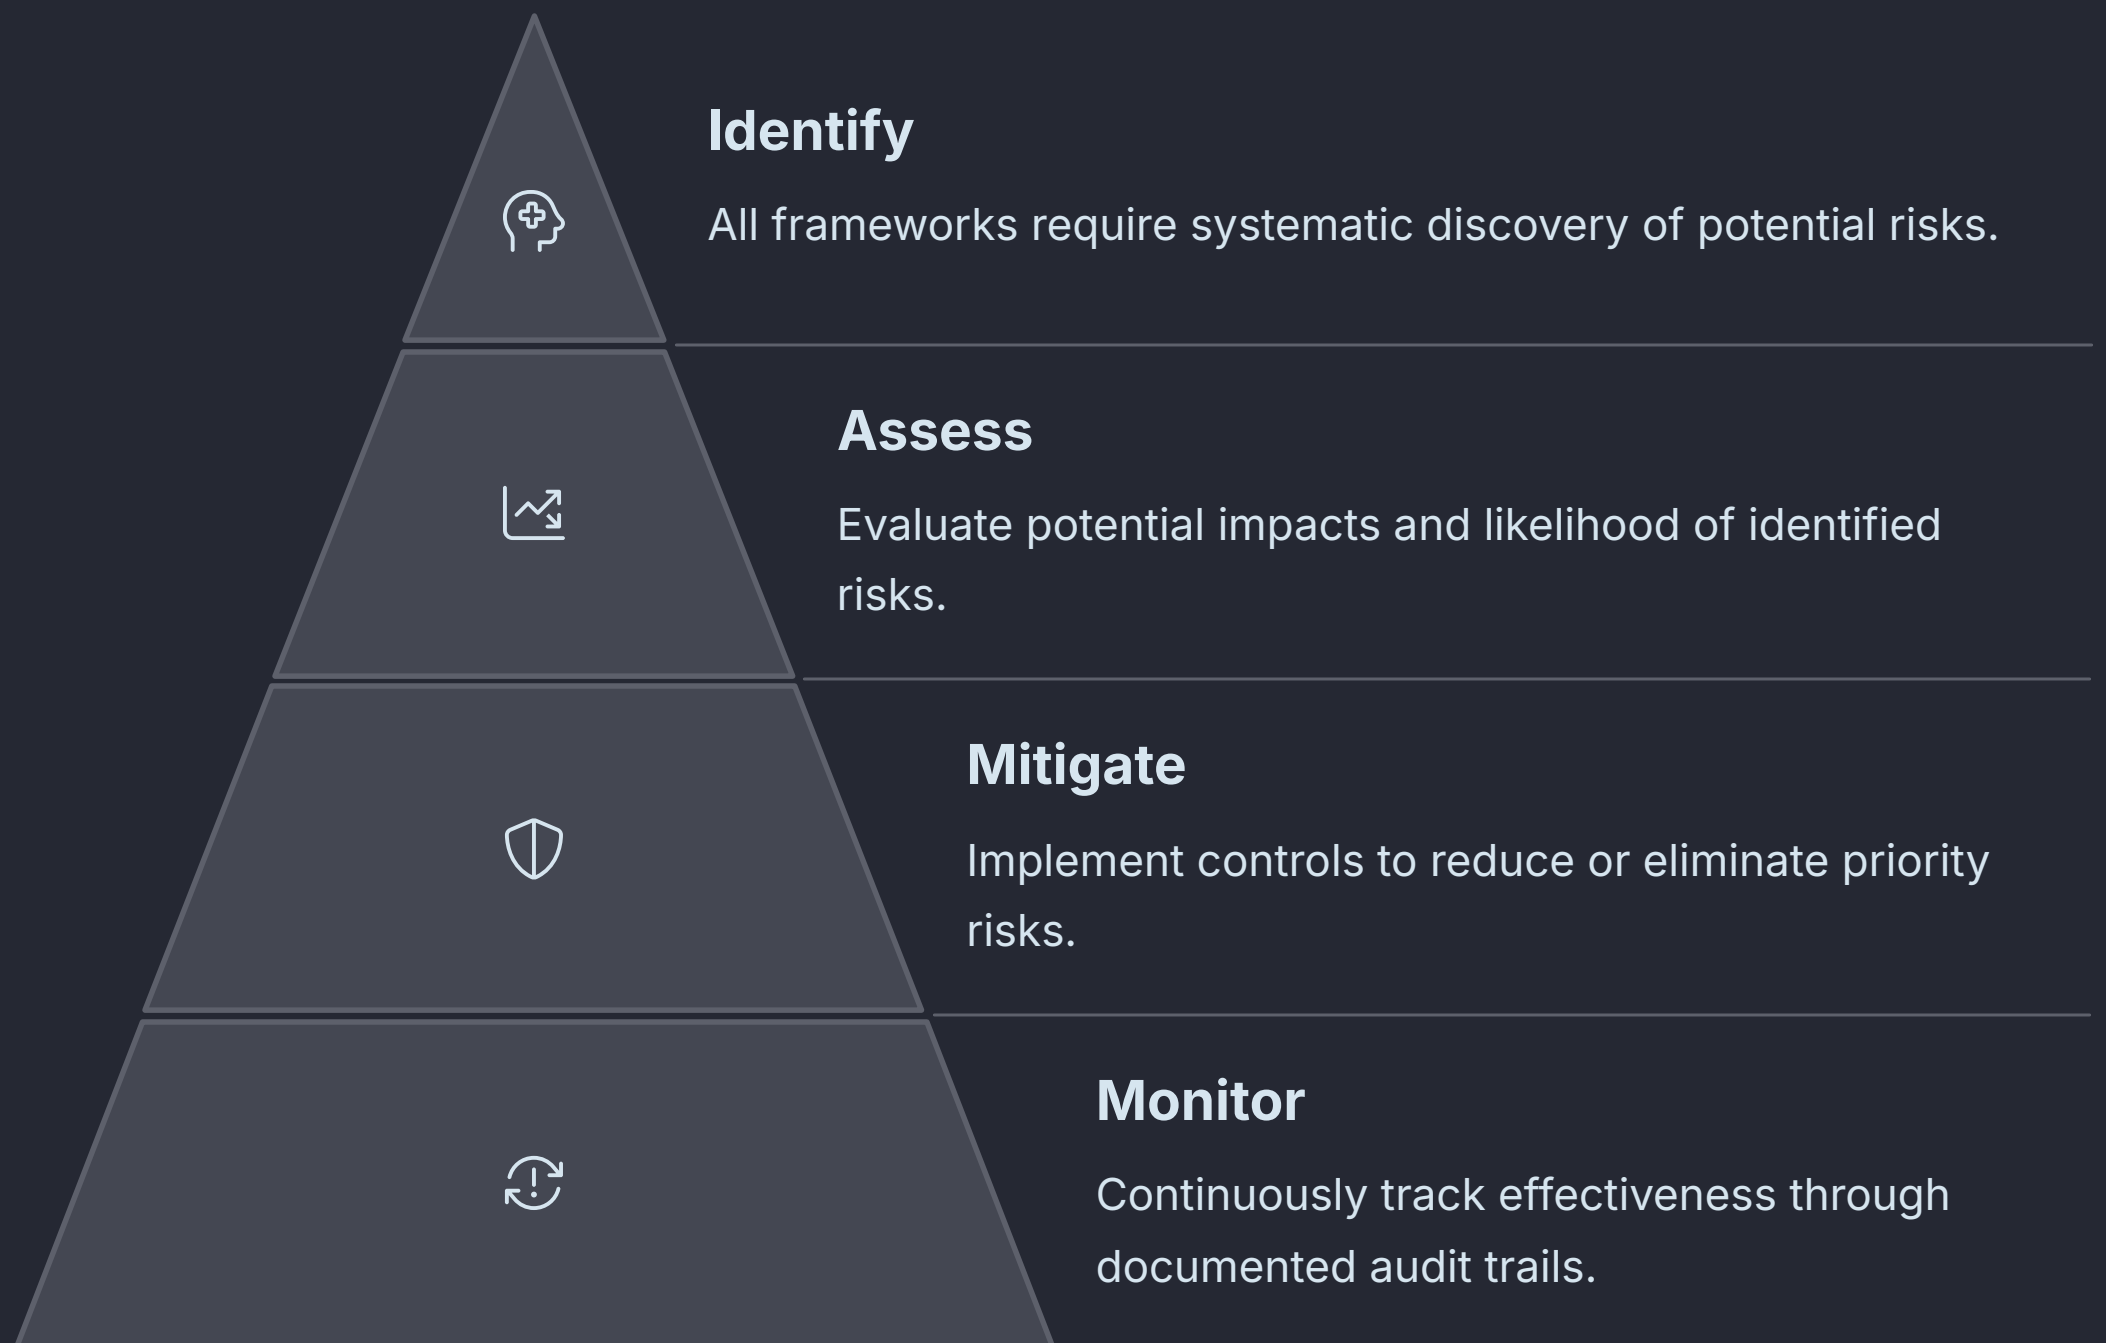 Identify
All frameworks require systematic discovery of potential risks.
Assess
Evaluate potential impacts and likelihood of identified
risks.
Mitigate
Implement controls to reduce or eliminate priority
risks.
Monitor
Continuously track effectiveness through
documented audit trails.